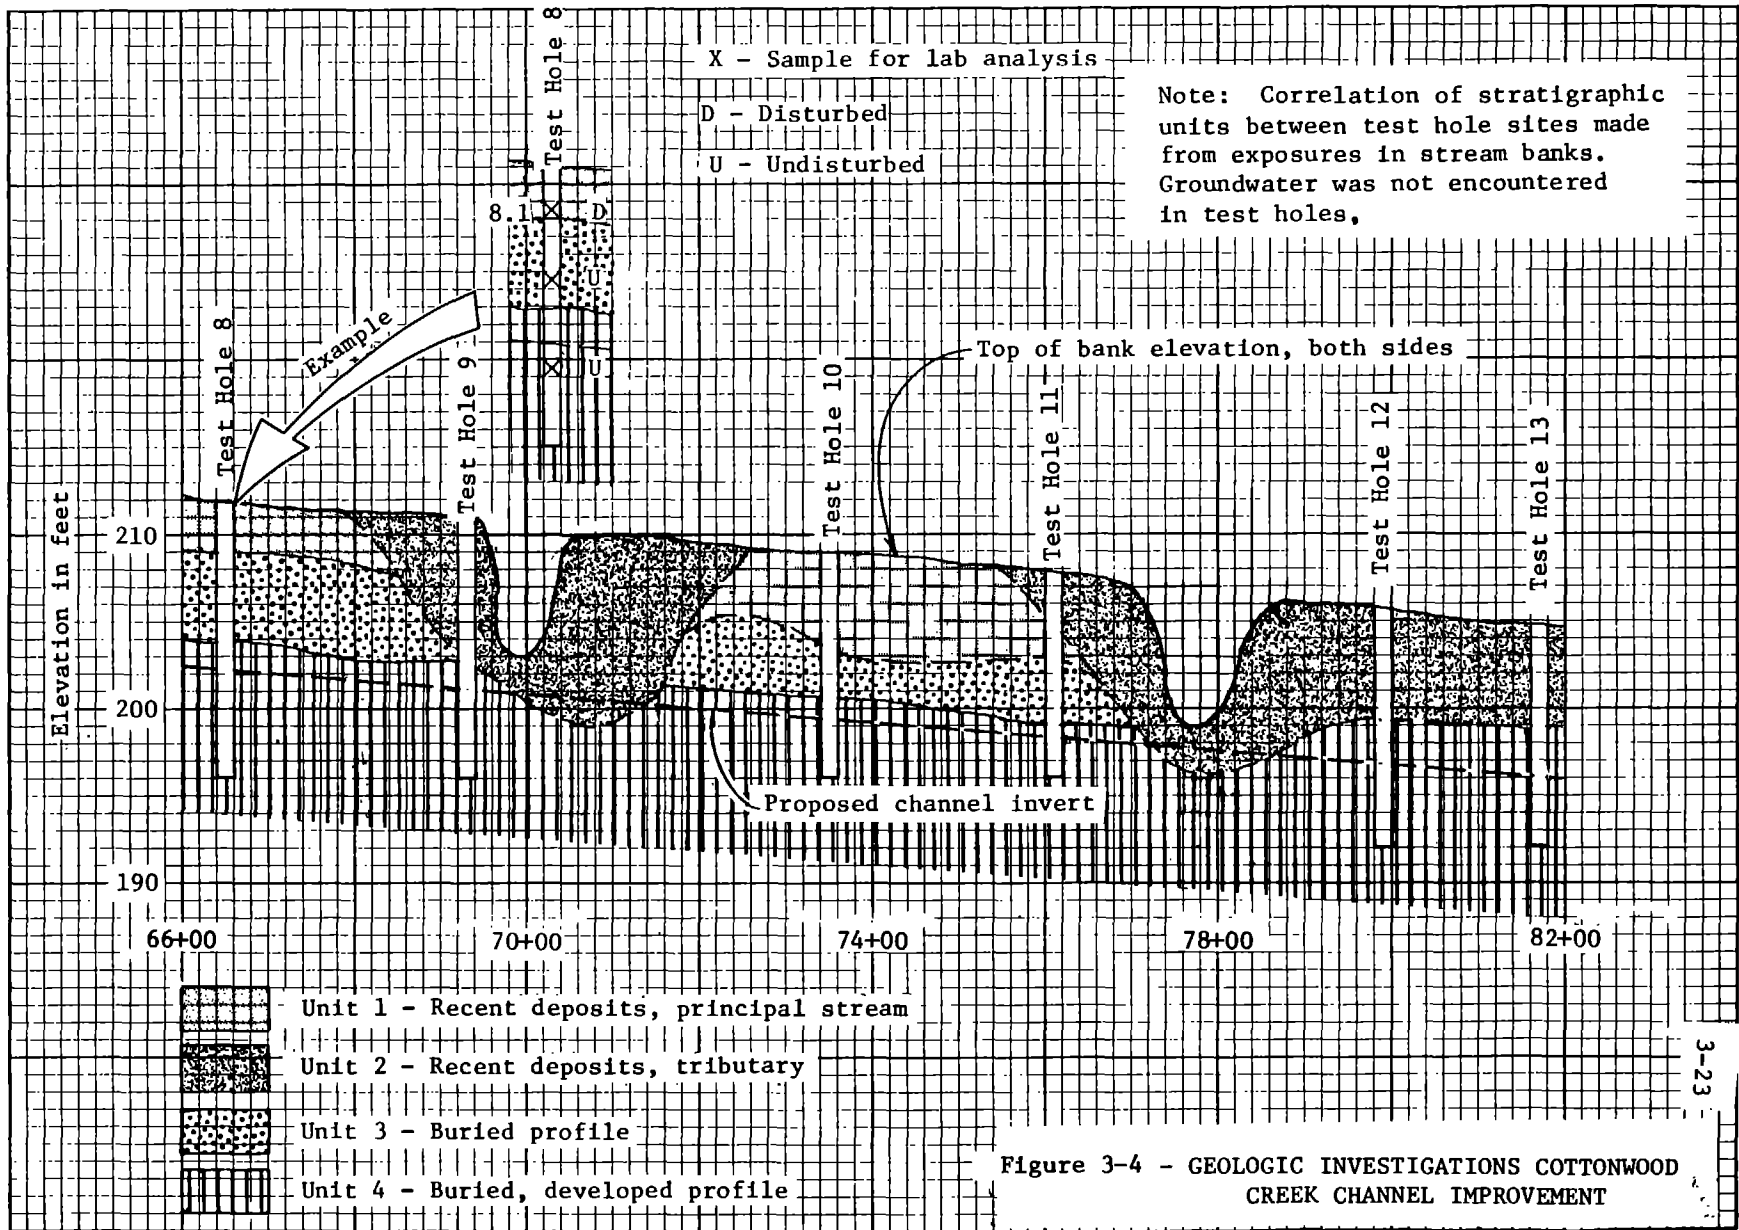 Test Hole 8
X - Sample for lab analysis
D - Disturbed
U - Undisturbed
Note: Correlation of stratigraphic
units between test hole sites made
from exposures in stream banks.
Groundwater was not encountered
in test holes,
8.1
D
U
U
Example
Test Hole 8
Test Hole 9
Test Hole 10
Test Hole 11
Test Hole 12
Test Hole 13
Top of bank elevation, both sides
Elevation in feet
210
200
190
Proposed channel invert
66+00
70+00
74+00
78+00
82+00
Unit 1 - Recent deposits, principal stream
Unit 2 - Recent deposits, tributary
Unit 3 - Buried profile
Unit 4 - Buried, developed profile
3-23
Figure 3-4 - GEOLOGIC INVESTIGATIONS COTTONWOOD
CREEK CHANNEL IMPROVEMENT